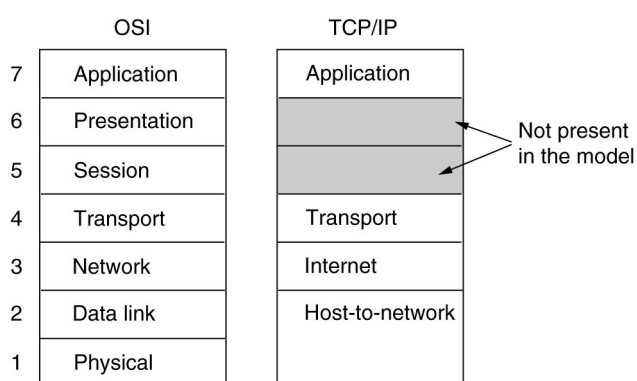 OSI TCP/IP
7 Application Application
6 Presentation
5 Session
Not present
in the model
4 Transport Transport
3 Network Internet
2 Data link Host-to-network
1 Physical